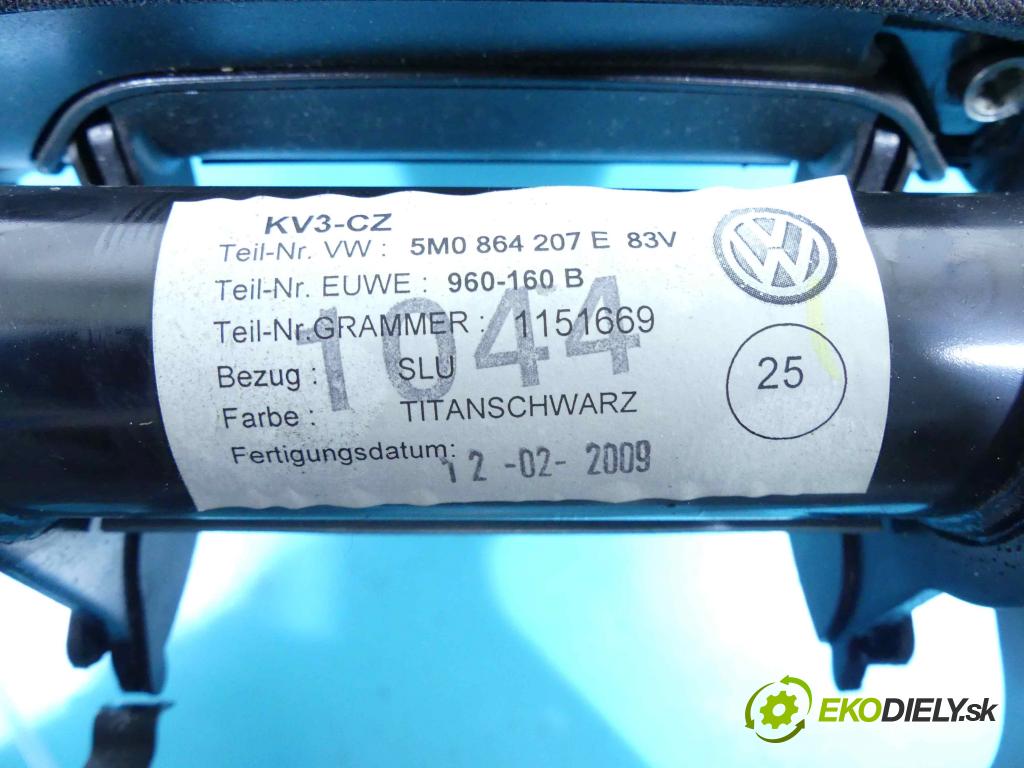 KV3-CZ
Teil-Nr. VW : 5M0 864 207 E 83V
Teil-Nr. EUWE : 960-160 B
Teil-Nr.GRAMMER : 1151669
1044
Bezug : SLU
25
Farbe : TITANSCHWARZ
Fertigungsdatum: 12-02-2009
EKODIELY.sk